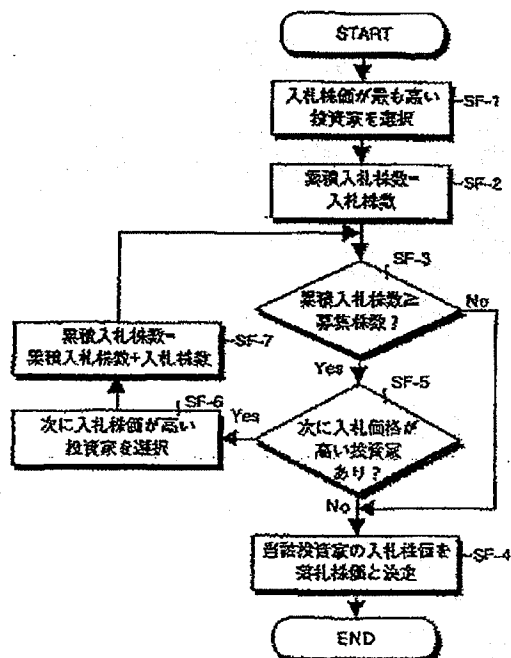 START
入札株価が最も高い
投資家を選択
SF-1
累積入札株数=
入札株数
SF-2
SF-3
累積入札株数≧
募集株数?
No
Yes
SF-5
次に入札価格が
高い投資家
あり?
Yes
No
SF-6
次に入札株価が高い
投資家を選択
SF-7
累積入札株数=
累積入札株数+入札株数
当該投資家の入札株価を
落札株価と決定
SF-4
END